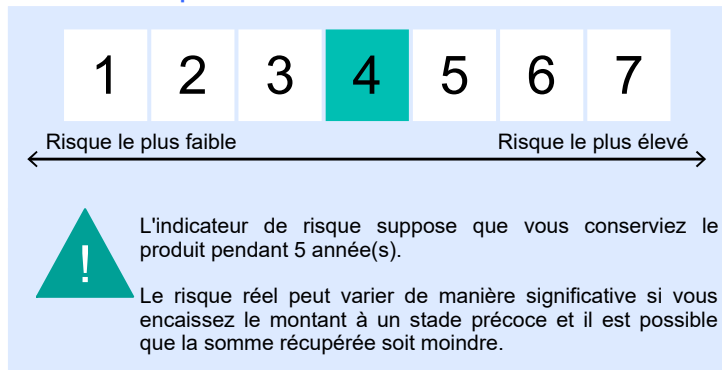 1 2 3 4 5 6 7
Risque le plus faible Risque le plus élevé
!
L'indicateur de risque suppose que vous conserviez le
produit pendant 5 année(s).
Le risque réel peut varier de manière significative si vous
encaissez le montant à un stade précoce et il est possible
que la somme récupérée soit moindre.